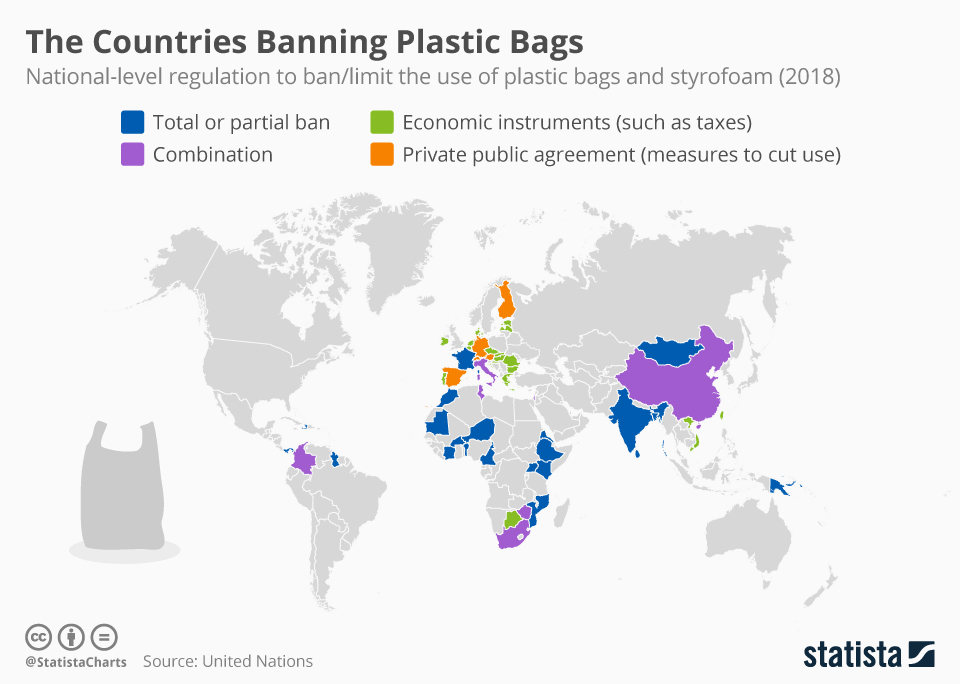 The Countries Banning Plastic Bags
National-level regulation to ban/limit the use of plastic bags and styrofoam (2018)
Total or partial ban
Economic instruments (such as taxes)
Combination
Private public agreement (measures to cut use)
cc
@StatistaCharts Source: United Nations
statista